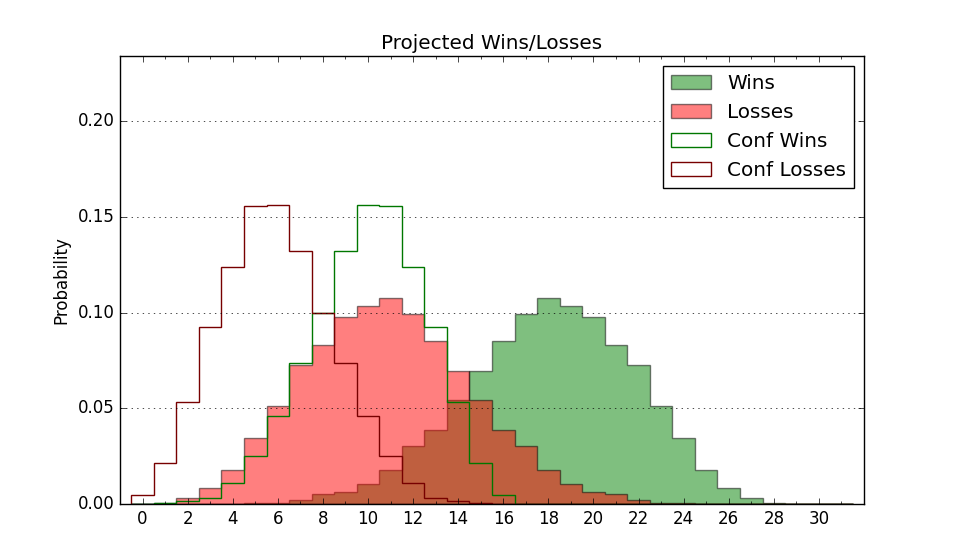 Projected Wins/Losses
Wins
Losses
Conf Wins
Conf Losses
Probability
0.20
0.15
0.10
0.05
0.00
0 2 4 6 8 10 12 14 16 18 20 22 24 26 28 30